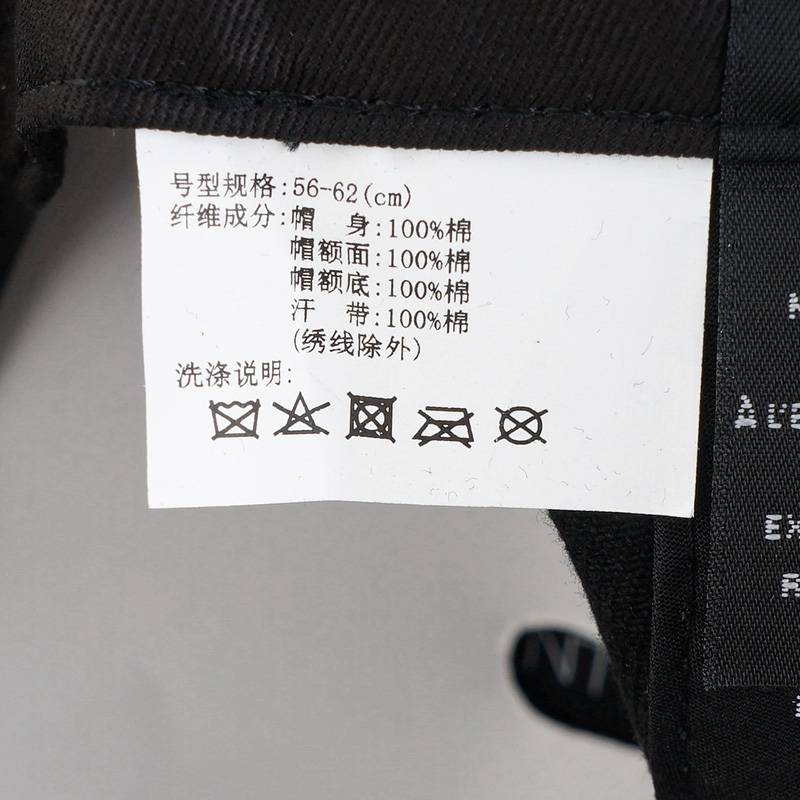 号型规格:56-62(cm)
纤维成分:帽 身:100%棉
帽额面:100%棉
帽额底:100%棉
汗 带:100%棉
(绣线除外)
洗涤说明: